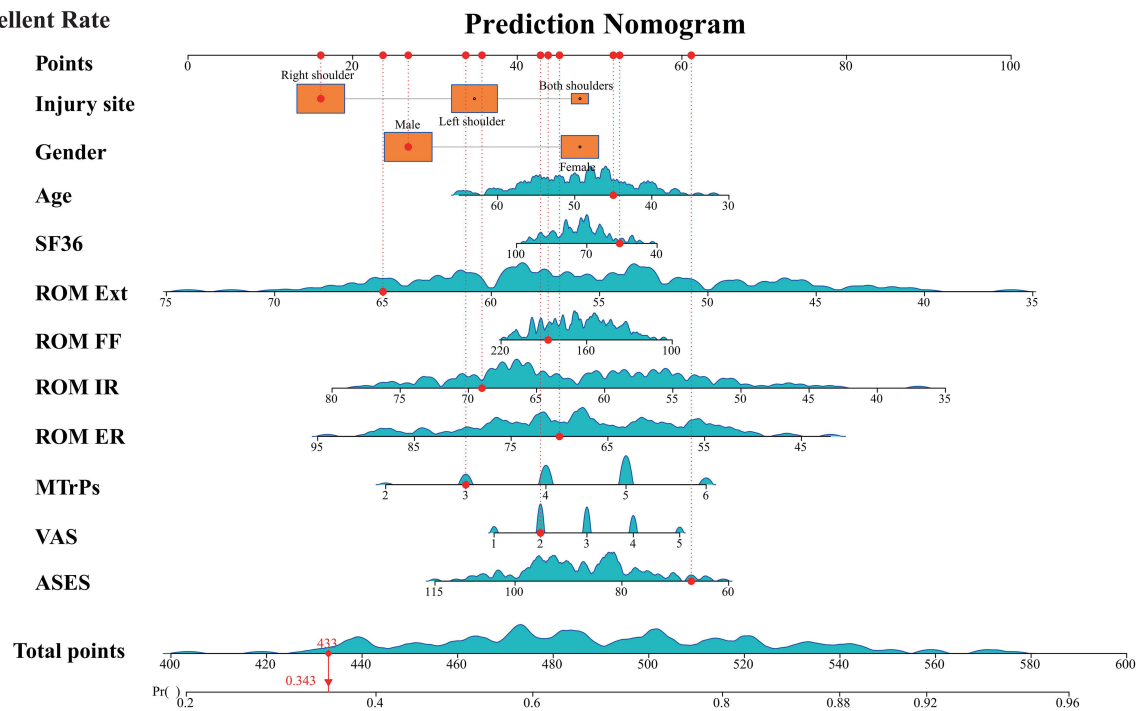 ellent Rate
Prediction Nomogram
Points
0 20 40 60 80 100
Right shoulder
Both shoulders
Injury site
Left shoulder
Male
Gender
Female
Age
60 50 40 30
SF36
100 70 40
ROM Ext
75 70 65 60 55 50 45 40 35
ROM FF
220 160 100
ROM IR
80 75 70 65 60 55 50 45 40 35
ROM ER
95 85 75 65 55 45
MTrPs
2 3 4 5 6
VAS
1 2 3 4 5
ASES
115 100 80 60
433
Total points
400 420 440 460 480 500 520 540 560 580 600
0.343
Pr( )
0.2 0.4 0.6 0.8 0.88 0.92 0.96